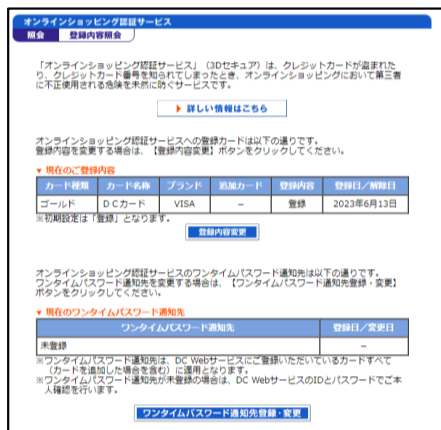 オンラインショッピング認証サービス
照会 登録内容照会
「オンラインショッピング認証サービス」（3Dセキュア）は、クレジットカードが盗まれた
り、クレジットカード番号を知られてしまったとき、オンラインショッピングにおいて第三者
に不正使用される危険を未然に防ぐサービスです。
詳しい情報はこちら
オンラインショッピング認証サービスへの登録カードは以下の通りです。
登録内容を変更する場合は、【登録内容変更】ボタンをクリックしてください。
▼ 現在のご登録内容
カード種類 カード名称 ブランド 追加カード 登録内容 登録日／解除日
ゴールド ＤＣカード VISA － 登録 2023年6月13日
※初期設定は「登録」となります。
登録内容変更
オンラインショッピング認証サービスのワンタイムパスワード通知先は以下の通りです。
ワンタイムパスワード通知先を変更する場合は、【ワンタイムパスワード通知先登録・変更】
ボタンをクリックしてください。
▼ 現在のワンタイムパスワード通知先
ワンタイムパスワード通知先 登録日／変更日
未登録 －
※ワンタイムパスワード通知先は、DC Webサービスにご登録いただいているカードすべて
（カードを追加した場合を含む）に適用となります。
※ワンタイムパスワード通知先が未登録の場合は、DC WebサービスのIDとパスワードでご本
人確認を行います。
ワンタイムパスワード通知先登録・変更